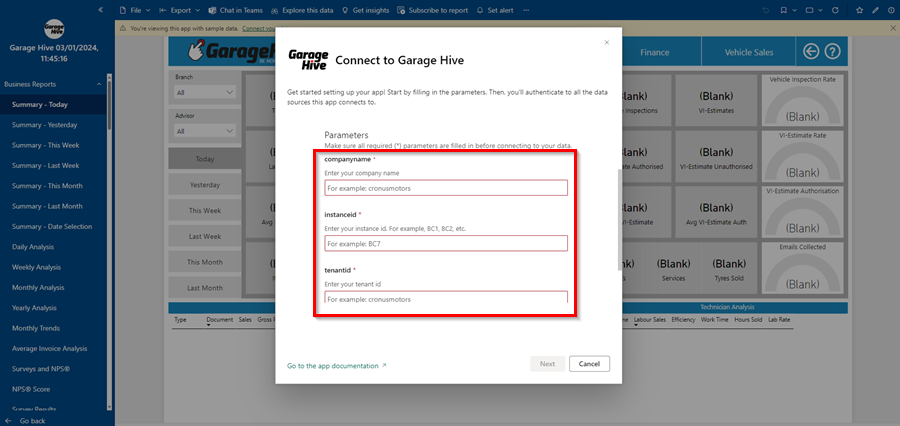 File
Export
Chat in Teams
Explore this data
Get insights
Subscribe to report
Set alert
You're viewing this app with sample data. Connect you
Garage Hive
Garage Hive 03/01/2024,
11:45:16
Business Reports
Summary - Today
Summary - Yesterday
Summary - This Week
Summary - Last Week
Summary - This Month
Summary - Last Month
Summary - Date Selection
Daily Analysis
Weekly Analysis
Monthly Analysis
Yearly Analysis
Monthly Trends
Average Invoice Analysis
Surveys and NPS®
NPS® Score
Survey Results
Go back
GarageH
Finance
Vehicle Sales
Branch
All
Advisor
All
Today
Yesterday
This Week
Last Week
This Month
Last Month
Garage Hive
Connect to Garage Hive
Get started setting up your app! Start by filling in the parameters. Then, you'll authenticate to all the data
sources this app connects to.
Parameters
Make sure all required (*) parameters are filled in before connecting to your data.
companyname *
Enter your company name
For example: cronusmotors
instanceid *
Enter your instance id. For example, BC1, BC2, etc.
For example: BC7
tenantid *
Enter your tenant id
For example: cronusmotors
Go to the app documentation
Next
Cancel
(Blank)
Inspections
(Blank)
VI-Estimates
Vehicle Inspection Rate
(Blank)
(Blank)
Unauthorised
(Blank)
VI-Estimate Authorised
VI-Estimate Rate
(Blank)
Avg VI
(Blank)
VI-Estimate
(Blank)
Avg VI-Estimate Auth
VI-Estimate Authorisation
(Blank)
(Blank)
Services
(Blank)
Tyres Sold
Emails Collected
(Blank)
Technician Analysis
Type
Document
Sales
Gross
Labour Sales
Efficiency
Work Time
Hours Sold
Lab Rate